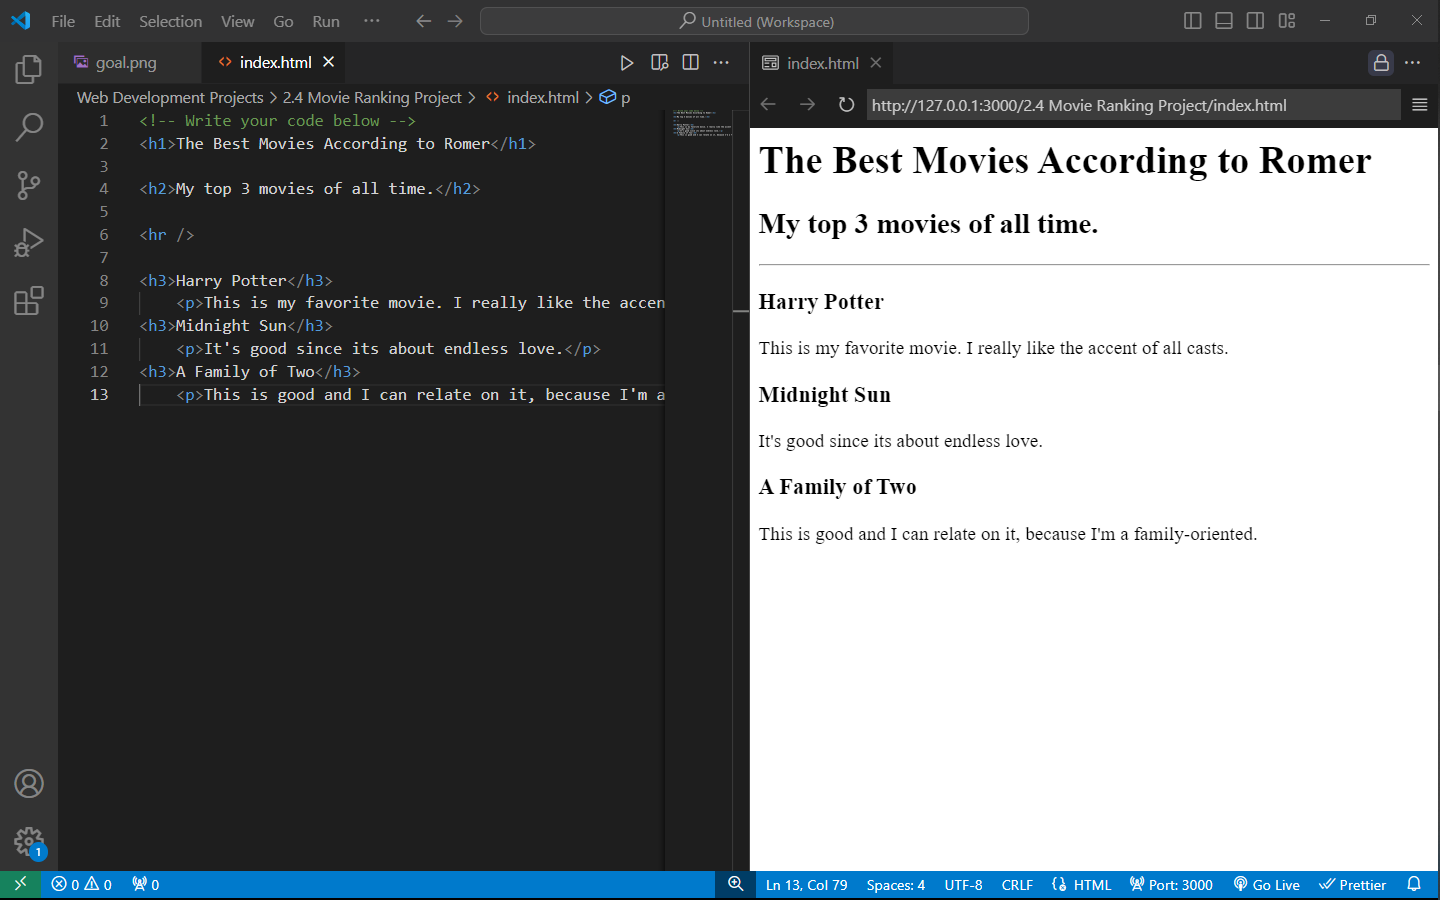 File Edit Selection View Go Run ··· Untitled (Workspace)
goal.png index.html
Web Development Projects > 2.4 Movie Ranking Project > index.html > p
1 <!-- Write your code below -->
2 <h1>The Best Movies According to Romer</h1>
3
4 <h2>My top 3 movies of all time.</h2>
5
6 <hr />
7
8 <h3>Harry Potter</h3>
9 <p>This is my favorite movie. I really like the accen
10 <h3>Midnight Sun</h3>
11 <p>It's good since its about endless love.</p>
12 <h3>A Family of Two</h3>
13 <p>This is good and I can relate on it, because I'm a
index.html
http://127.0.0.1:3000/2.4 Movie Ranking Project/index.html
The Best Movies According to Romer
My top 3 movies of all time.
Harry Potter
This is my favorite movie. I really like the accent of all casts.
Midnight Sun
It's good since its about endless love.
A Family of Two
This is good and I can relate on it, because I'm a family-oriented.
1
0 0 0 Ln 13, Col 79 Spaces: 4 UTF-8 CRLF HTML Port: 3000 Go Live Prettier